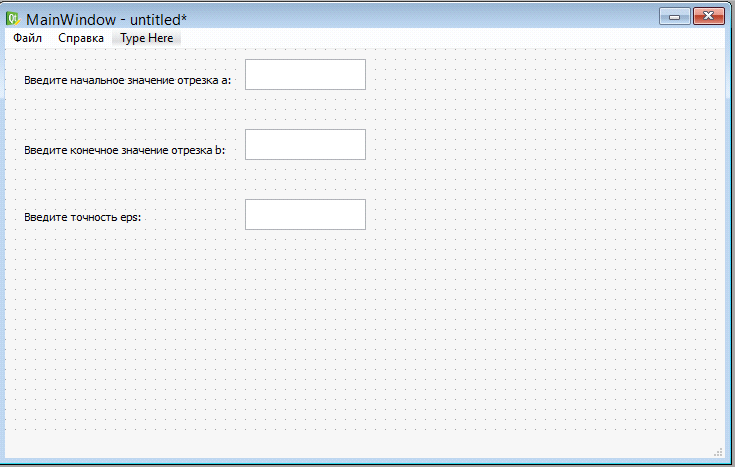 MainWindow - untitled*
Файл Справка Type Here
Введите начальное значение отрезка a:
Введите конечное значение отрезка b:
Введите точность eps: